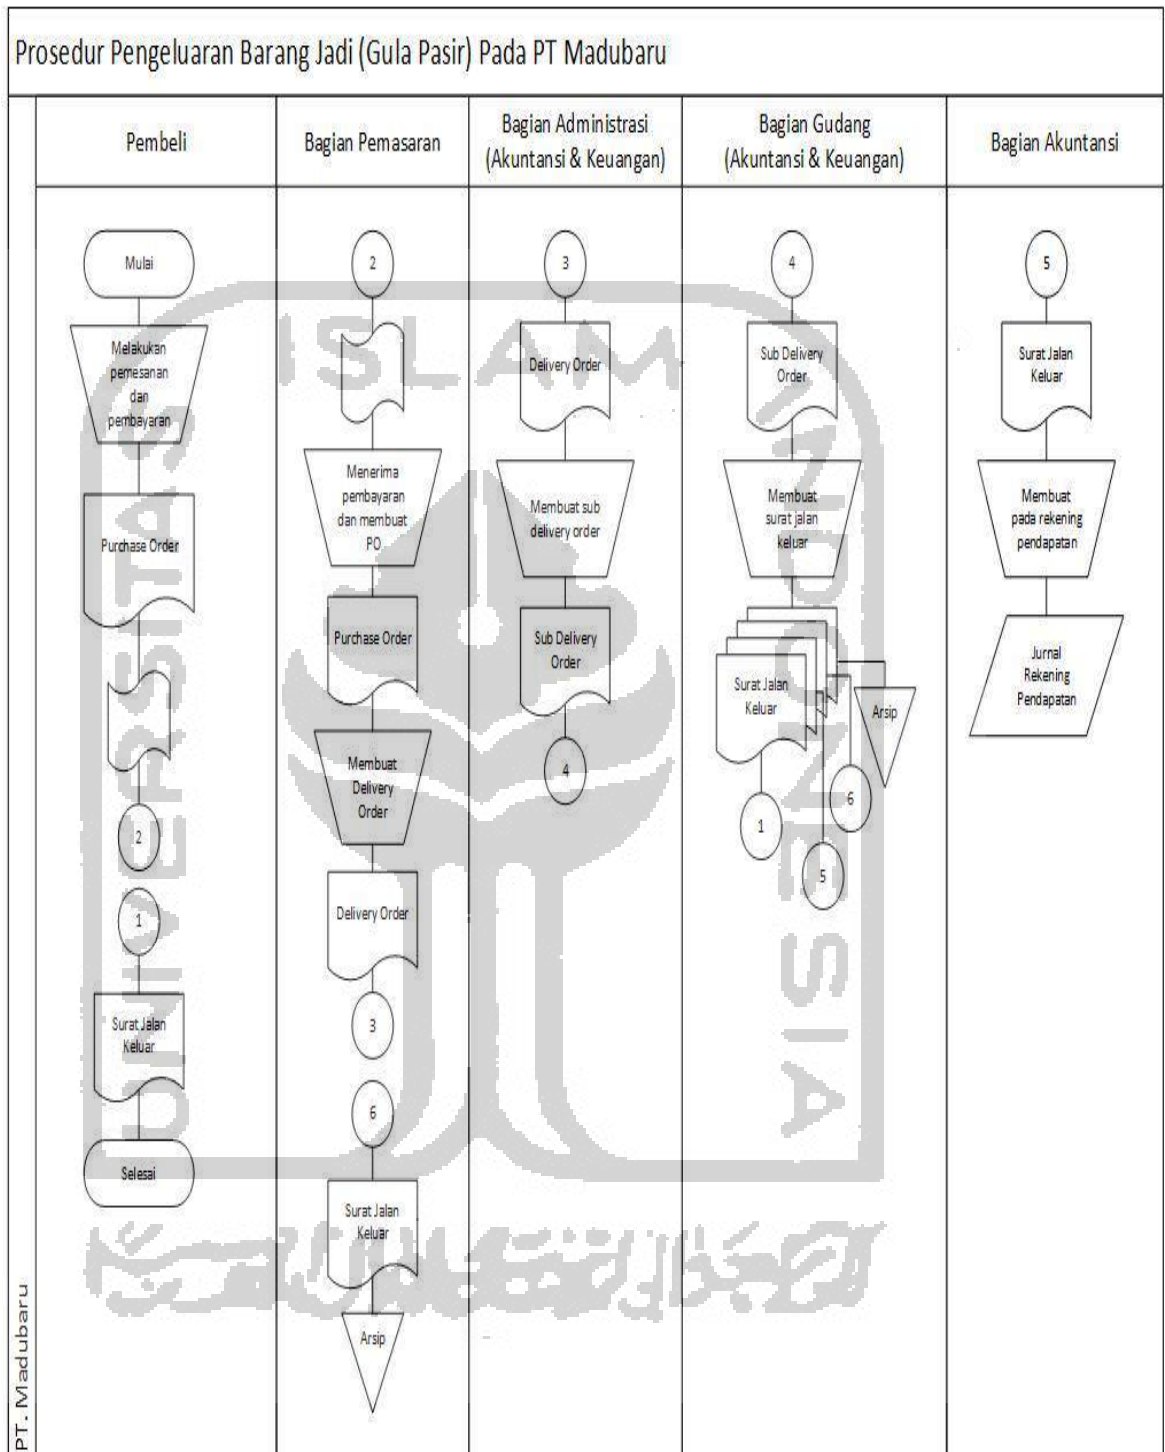 Prosedur Pengeluaran Barang Jadi (Gula Pasir) Pada PT Madubaru
Pembeli
Bagian Pemasaran
Bagian Administrasi
(Akuntansi & Keuangan)
Bagian Gudang
(Akuntansi & Keuangan)
Bagian Akuntansi
Mulai
Melakukan
pemesanan
dan
pembayaran
Purchase Order
2
1
Surat Jalan
Keluar
Selesai
2
Menerima
pembayaran
dan membuat
PO
Purchase Order
Membuat
Delivery
Order
Delivery Order
3
6
Surat Jalan
Keluar
Arsip
3
Delivery Order
Membuat sub
delivery order
Sub Delivery
Order
4
4
Sub Delivery
Order
Membuat
surat jalan
keluar
Surat Jalan
Keluar
Arsip
1
5
6
5
Surat Jalan
Keluar
Membuat
pada rekening
pendapatan
Jurnal
Rekening
Pendapatan
PT. Madubaru
UNIVERSITAS
ISLAM
INDONESIA